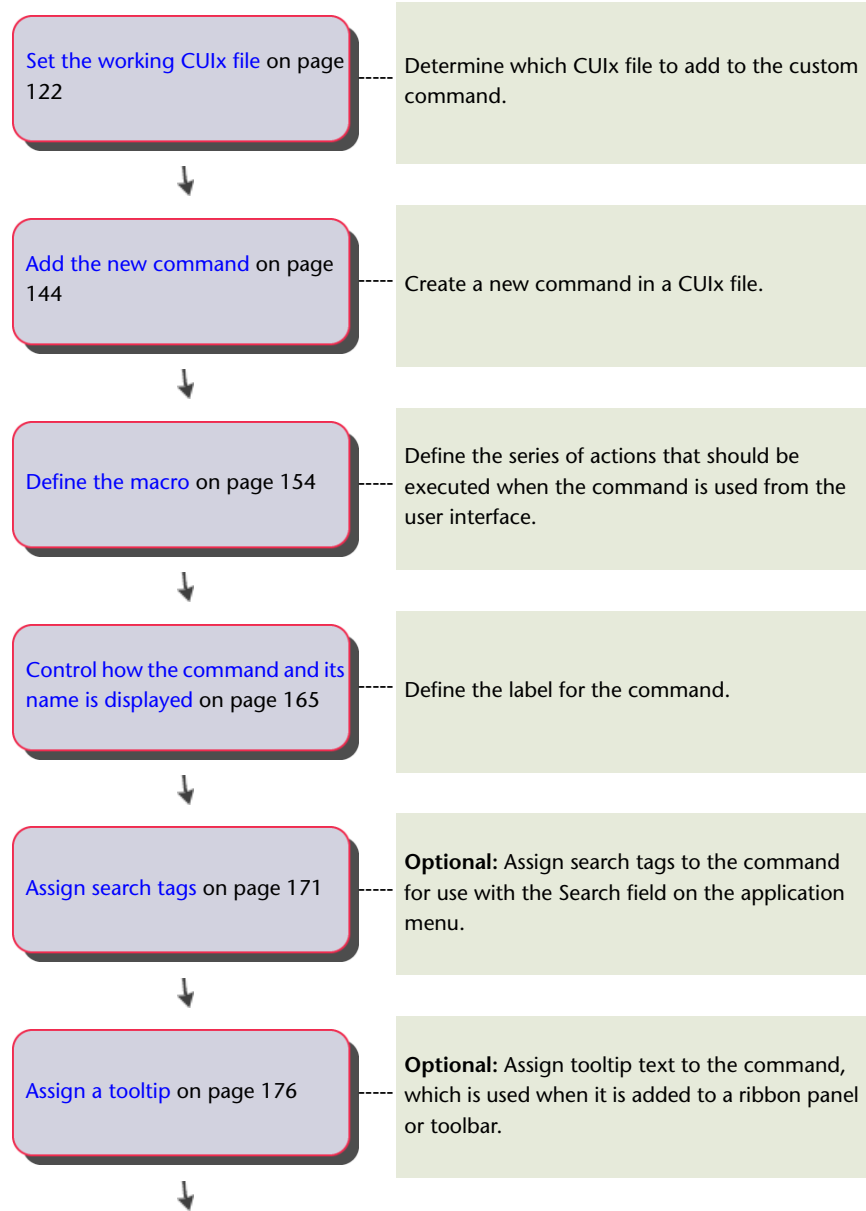 Set the working CUIx file on page
122
Determine which CUIx file to add to the custom
command.
Add the new command on page
144
Create a new command in a CUIx file.
Define the macro on page 154
Define the series of actions that should be
executed when the command is used from the
user interface.
Control how the command and its
name is displayed on page 165
Define the label for the command.
Assign search tags on page 171
Optional: Assign search tags to the command
for use with the Search field on the application
menu.
Assign a tooltip on page 176
Optional: Assign tooltip text to the command,
which is used when it is added to a ribbon panel
or toolbar.